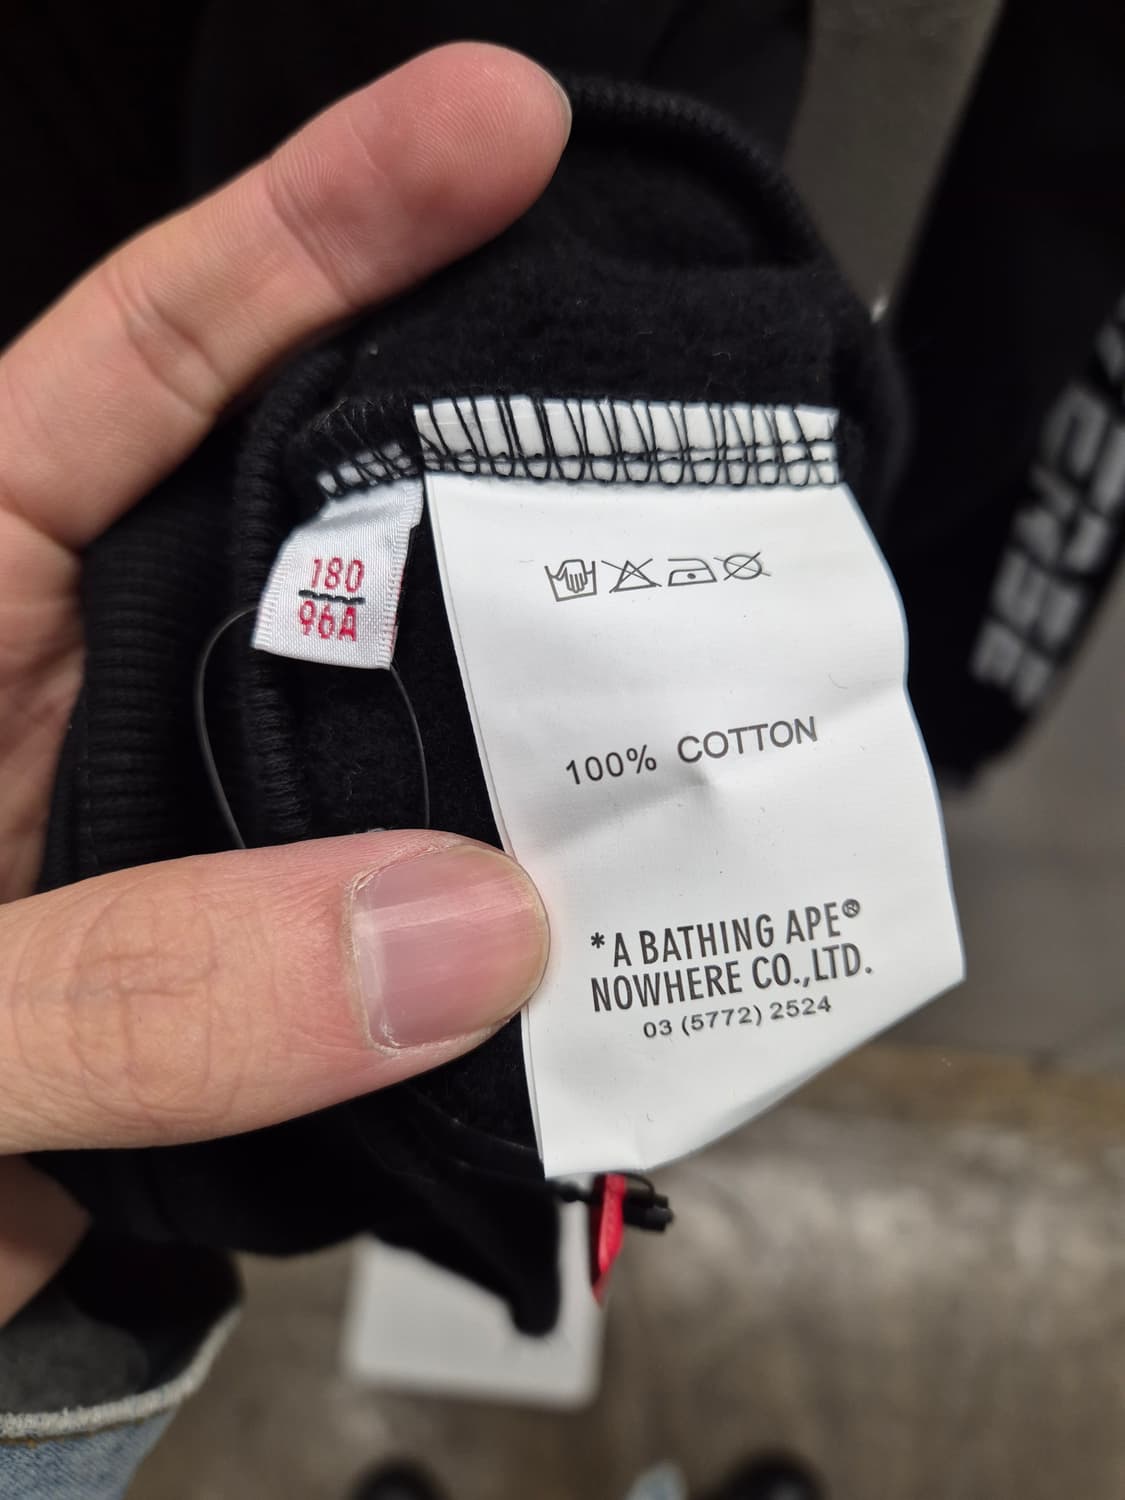 180
96A
100% COTTON
*A BATHING APE®
NOWHERE CO.,LTD.
03 (5772) 2524